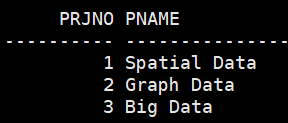 PRJNO PNAME
---------- ---------------
1 Spatial Data
2 Graph Data
3 Big Data